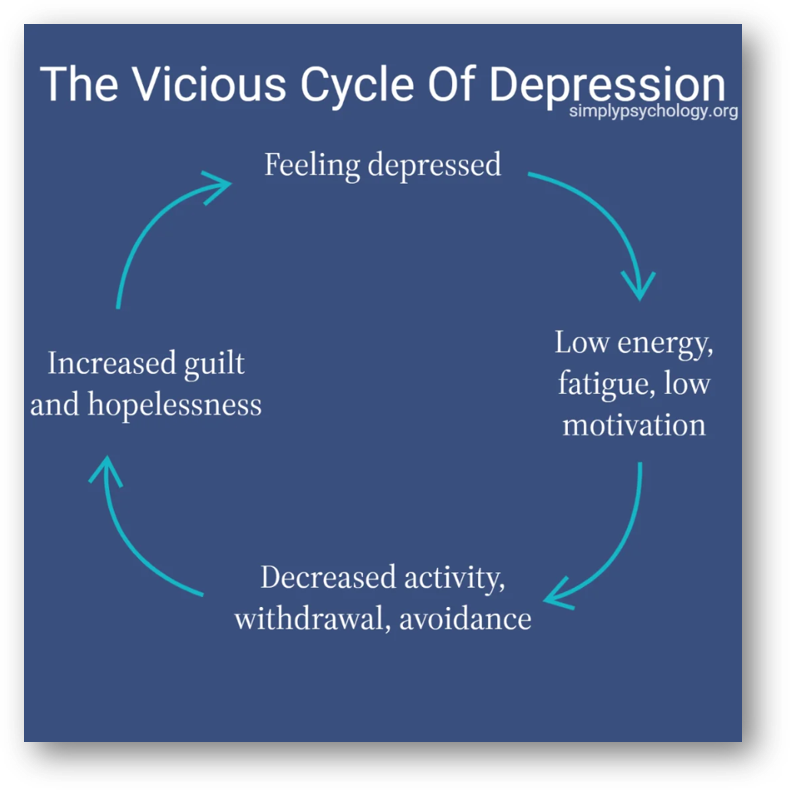 The Vicious Cycle Of Depression
simplypsychology.org
Feeling depressed
Low energy,
fatigue, low
motivation
Decreased activity,
withdrawal, avoidance
Increased guilt
and hopelessness